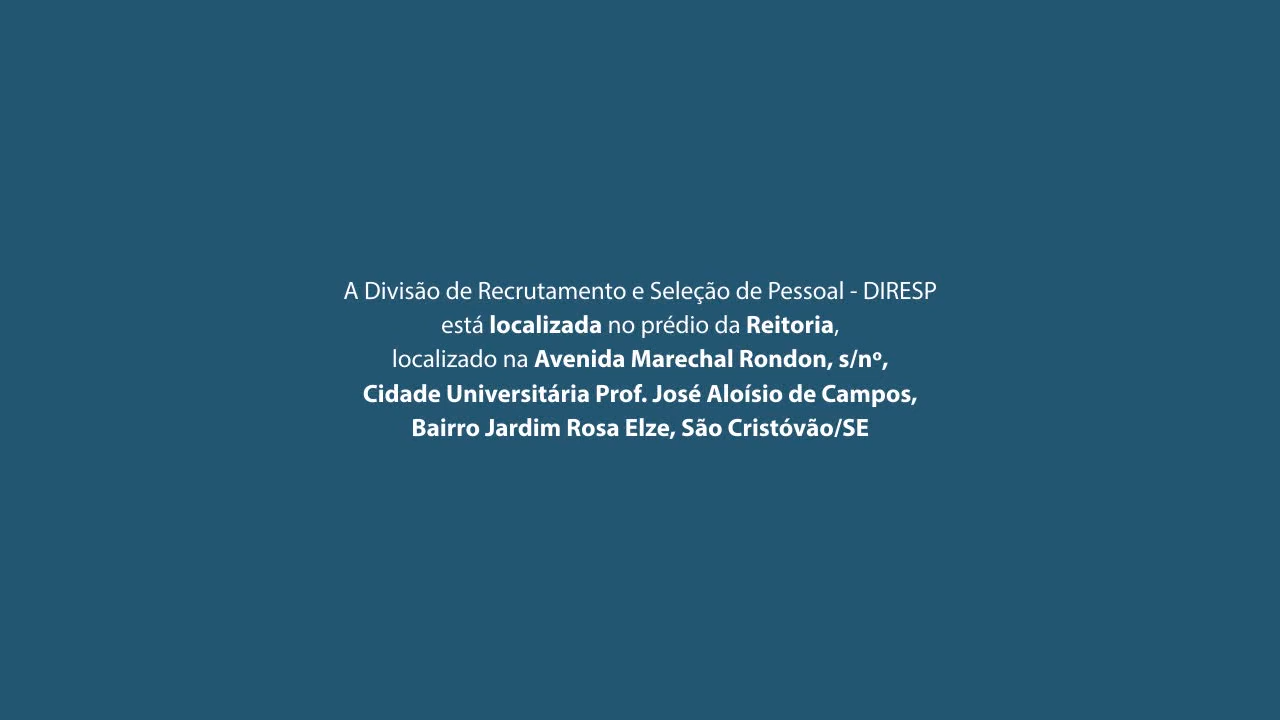 A Divisão de Recrutamento e Seleção de Pessoal - DIRESP
está localizada no prédio da Reitoria,
localizado na Avenida Marechal Rondon, s/nº,
Cidade Universitária Prof. José Aloísio de Campos,
Bairro Jardim Rosa Elze, São Cristóvão/SE